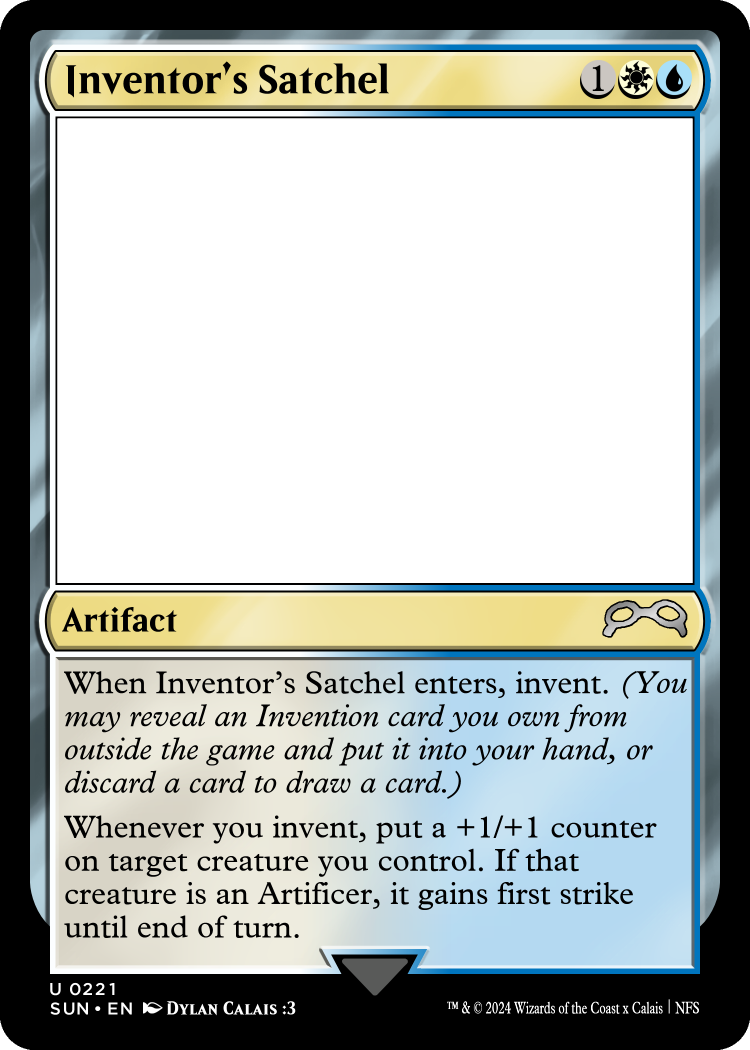 Inventor's Satchel 1
Artifact
When Inventor's Satchel enters, invent. (You
may reveal an Invention card you own from
outside the game and put it into your hand, or
discard a card to draw a card.)
Whenever you invent, put a +1/+1 counter
on target creature you control. If that
creature is an Artificer, it gains first strike
until end of turn.
U 0221
SUN • EN Dylan Calais :3
™ & © 2024 Wizards of the Coast x Calais | NFS